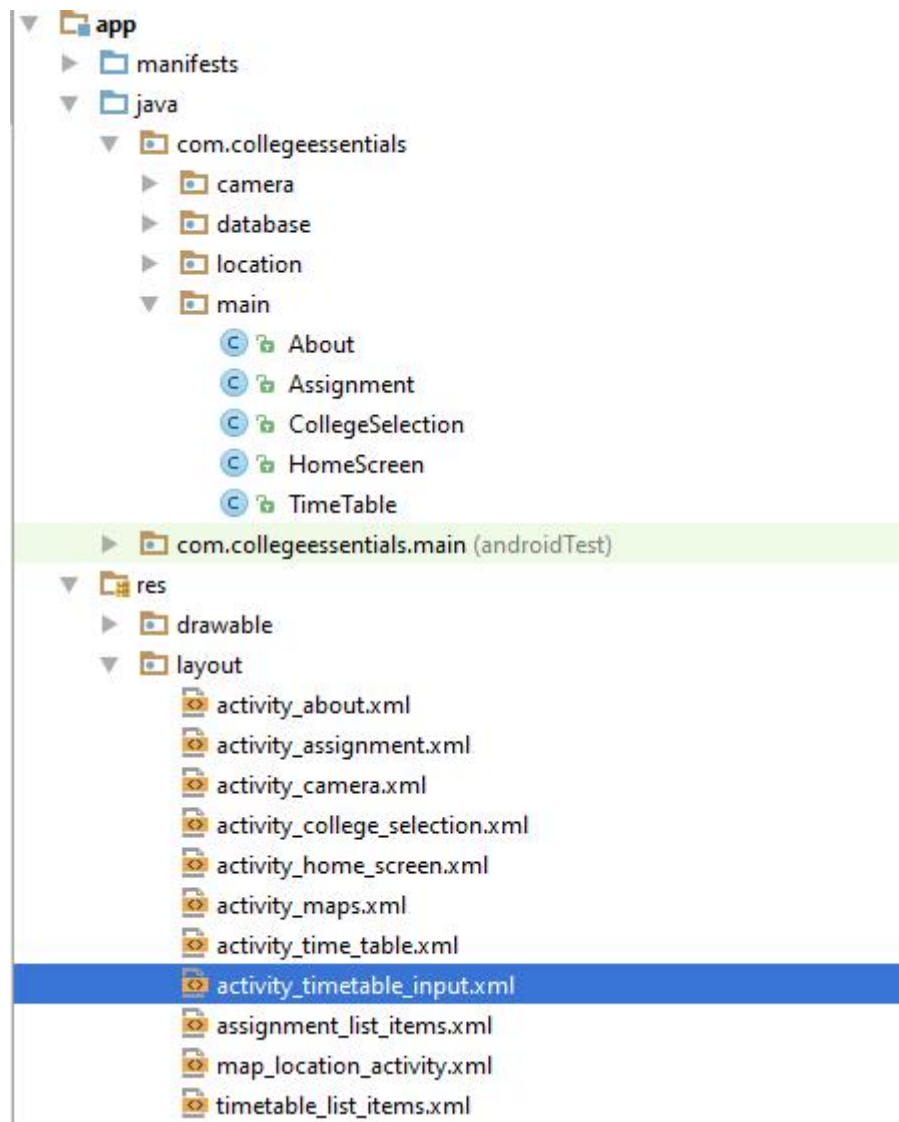 app
manifests
java
com.collegeessentials
camera
database
location
main
C About
C Assignment
C CollegeSelection
C HomeScreen
C TimeTable
com.collegeessentials.main (androidTest)
res
drawable
layout
activity_about.xml
activity_assignment.xml
activity_camera.xml
activity_college_selection.xml
activity_home_screen.xml
activity_maps.xml
activity_time_table.xml
activity_timetable_input.xml
assignment_list_items.xml
map_location_activity.xml
timetable_list_items.xml